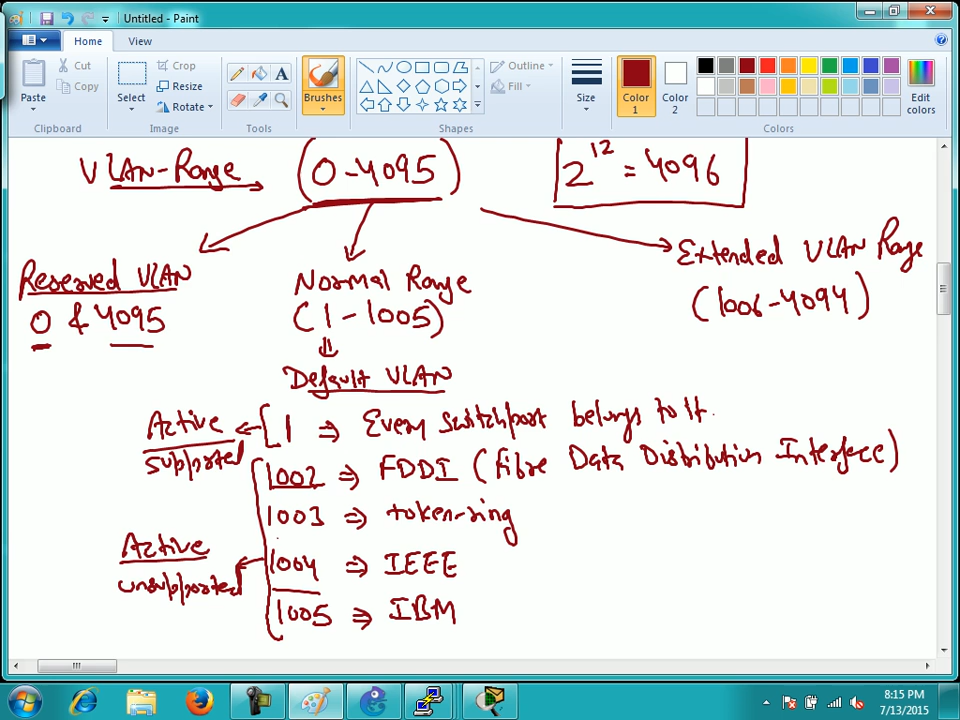 Untitled - Paint
Home View
Paste
Cut
Copy
Clipboard
Select
Crop
Resize
Rotate
Image
A
Tools
Brushes
Outline
Fill
Shapes
Size
Color 1
Color 2
Edit colors
Colors
VLAN-Range (0-4095) 2^12 = 4096
Reserved VLAN
0 & 4095
Normal Range
(1-1005)
Extended VLAN Range
(1006-4094)
Default VLAN
Active
supported
1 ⇒ Every switchport belongs to it.
1002 ⇒ FDDI (fibre Data Distribution Interface)
1003 ⇒ token-ring
Active
unsupported
1004 ⇒ IEEE
1005 ⇒ IBM
8:15 PM
7/13/2015